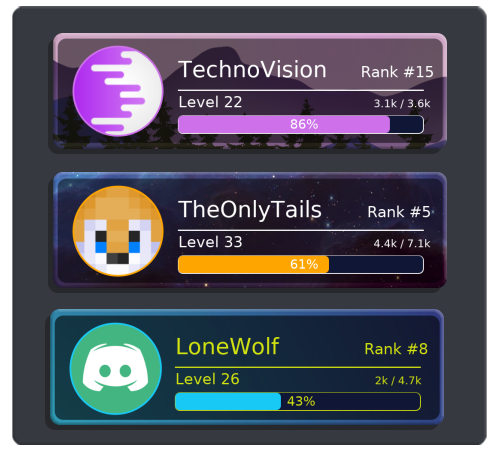 TechnoVision Rank #15
Level 22 3.1k / 3.6k
86%
TheOnlyTails Rank #5
Level 33 4.4k / 7.1k
61%
LoneWolf Rank #8
Level 26 2k / 4.7k
43%